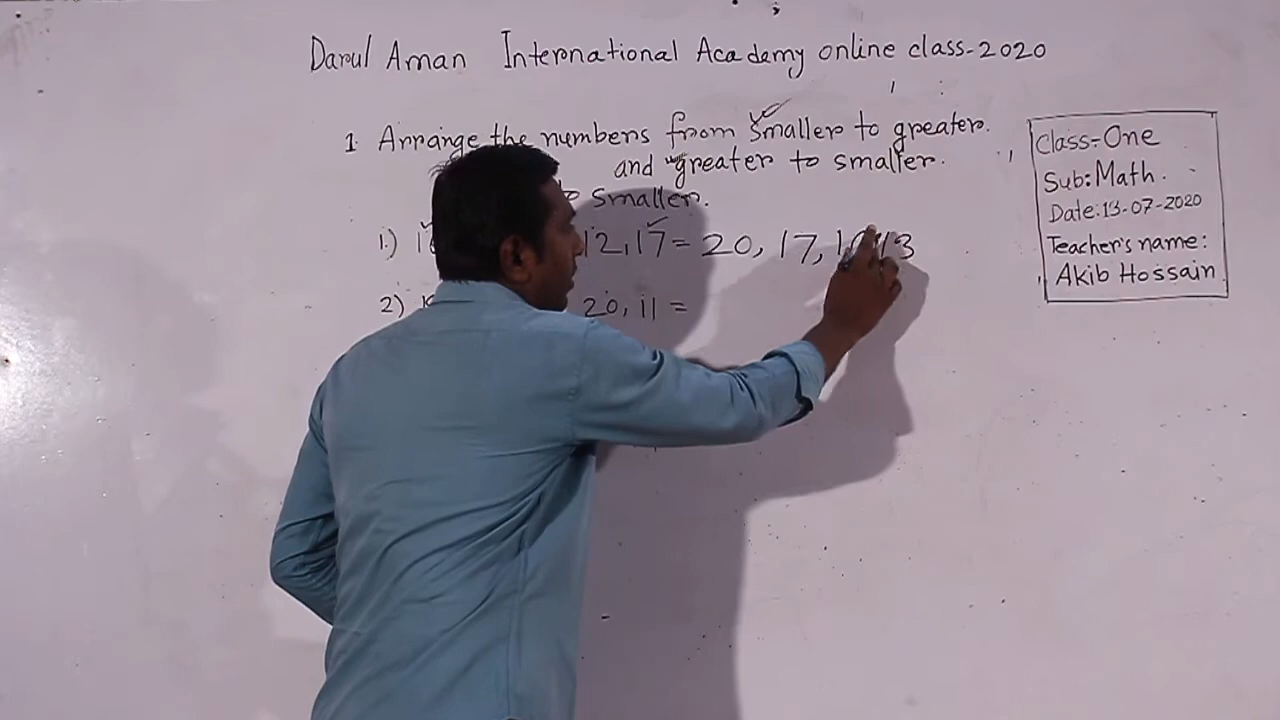 Darul Aman International Academy online class-2020
1. Arrange the numbers from smaller to greater.
and greater to smaller.
smaller.
1.) 12, 17 = 20, 17, 13
2) 20, 11 =
Class-One
Sub: Math.
Date: 13-07-2020
Teacher's name:
Akib Hossain